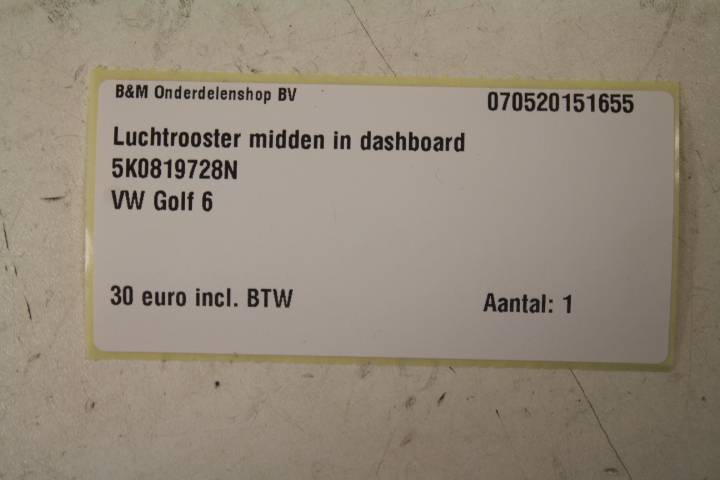 B&M Onderdelenshop BV
070520151655
Luchtrooster midden in dashboard
5K0819728N
VW Golf 6
30 euro incl. BTW
Aantal: 1